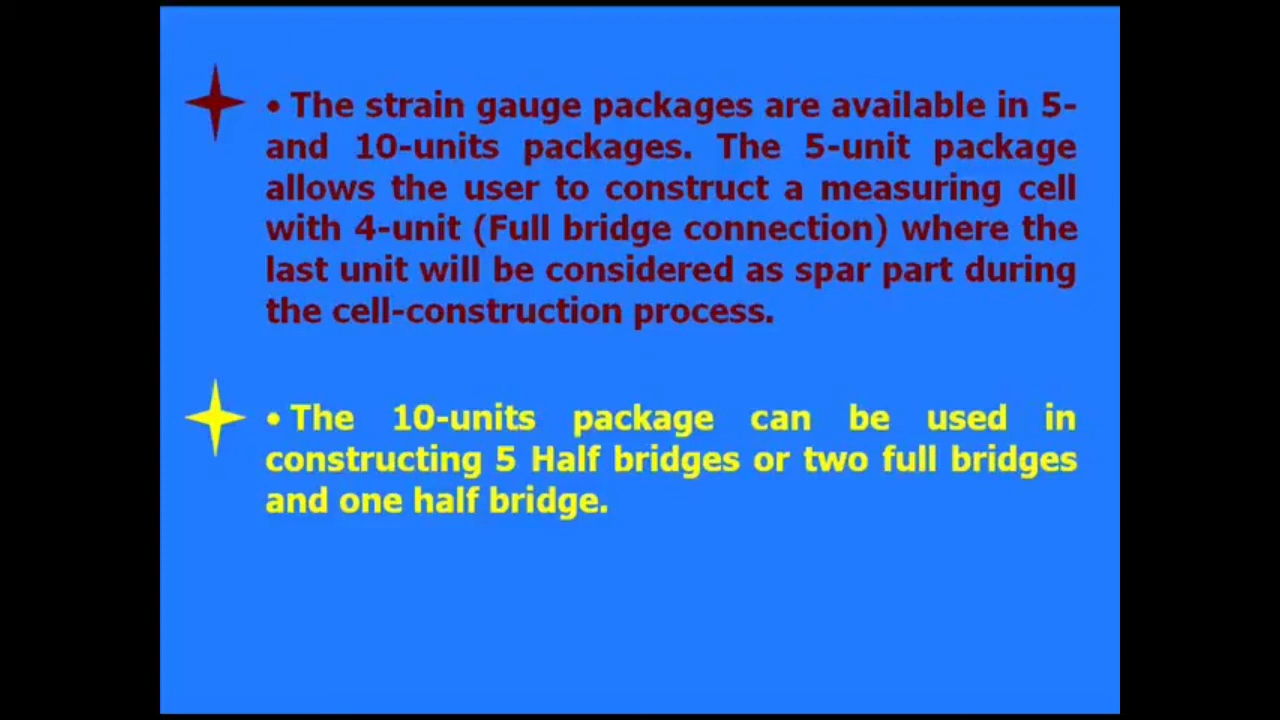 • The strain gauge packages are available in 5-
and 10-units packages. The 5-unit package
allows the user to construct a measuring cell
with 4-unit (Full bridge connection) where the
last unit will be considered as spar part during
the cell-construction process.
• The 10-units package can be used in
constructing 5 Half bridges or two full bridges
and one half bridge.